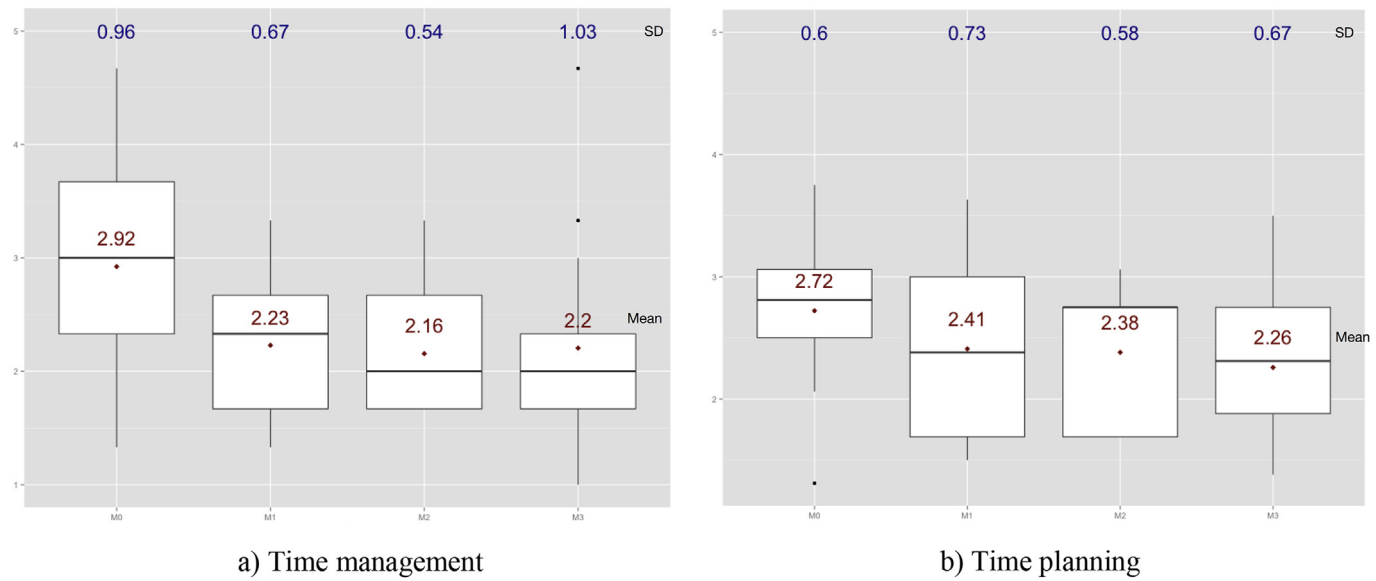 0.96 0.67 0.54 1.03 SD
5
4
3
2
1
2.92
2.23
2.16
2.2
Mean
M0 M1 M2 M3
a) Time management
0.6 0.73 0.58 0.67 SD
5
4
3
2
2.72
2.41
2.38
2.26
Mean
M0 M1 M2 M3
b) Time planning